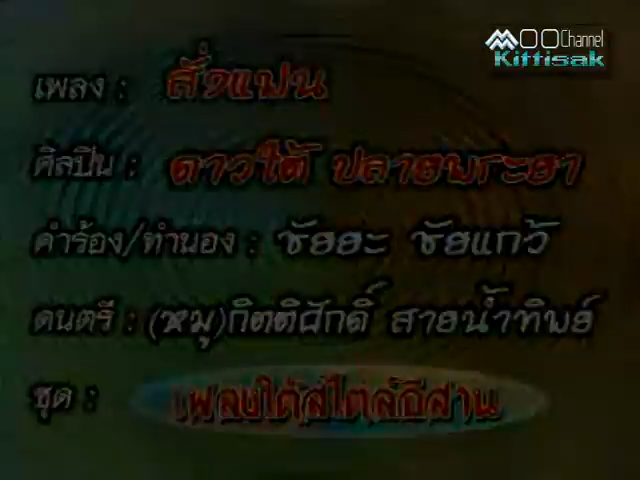 MOO Channel
Kittisak
เพลง : สั่งแฟน
ศิลปิน : ดาวใต้ ปลายพระยา
คำร้อง/ทำนอง : ชัยยะ ชัยแก้ว
ดนตรี : (หมู)กิตติศักดิ์ สายน้ำทิพย์
ชุด : เพลงใต้สไตล์อีสาน